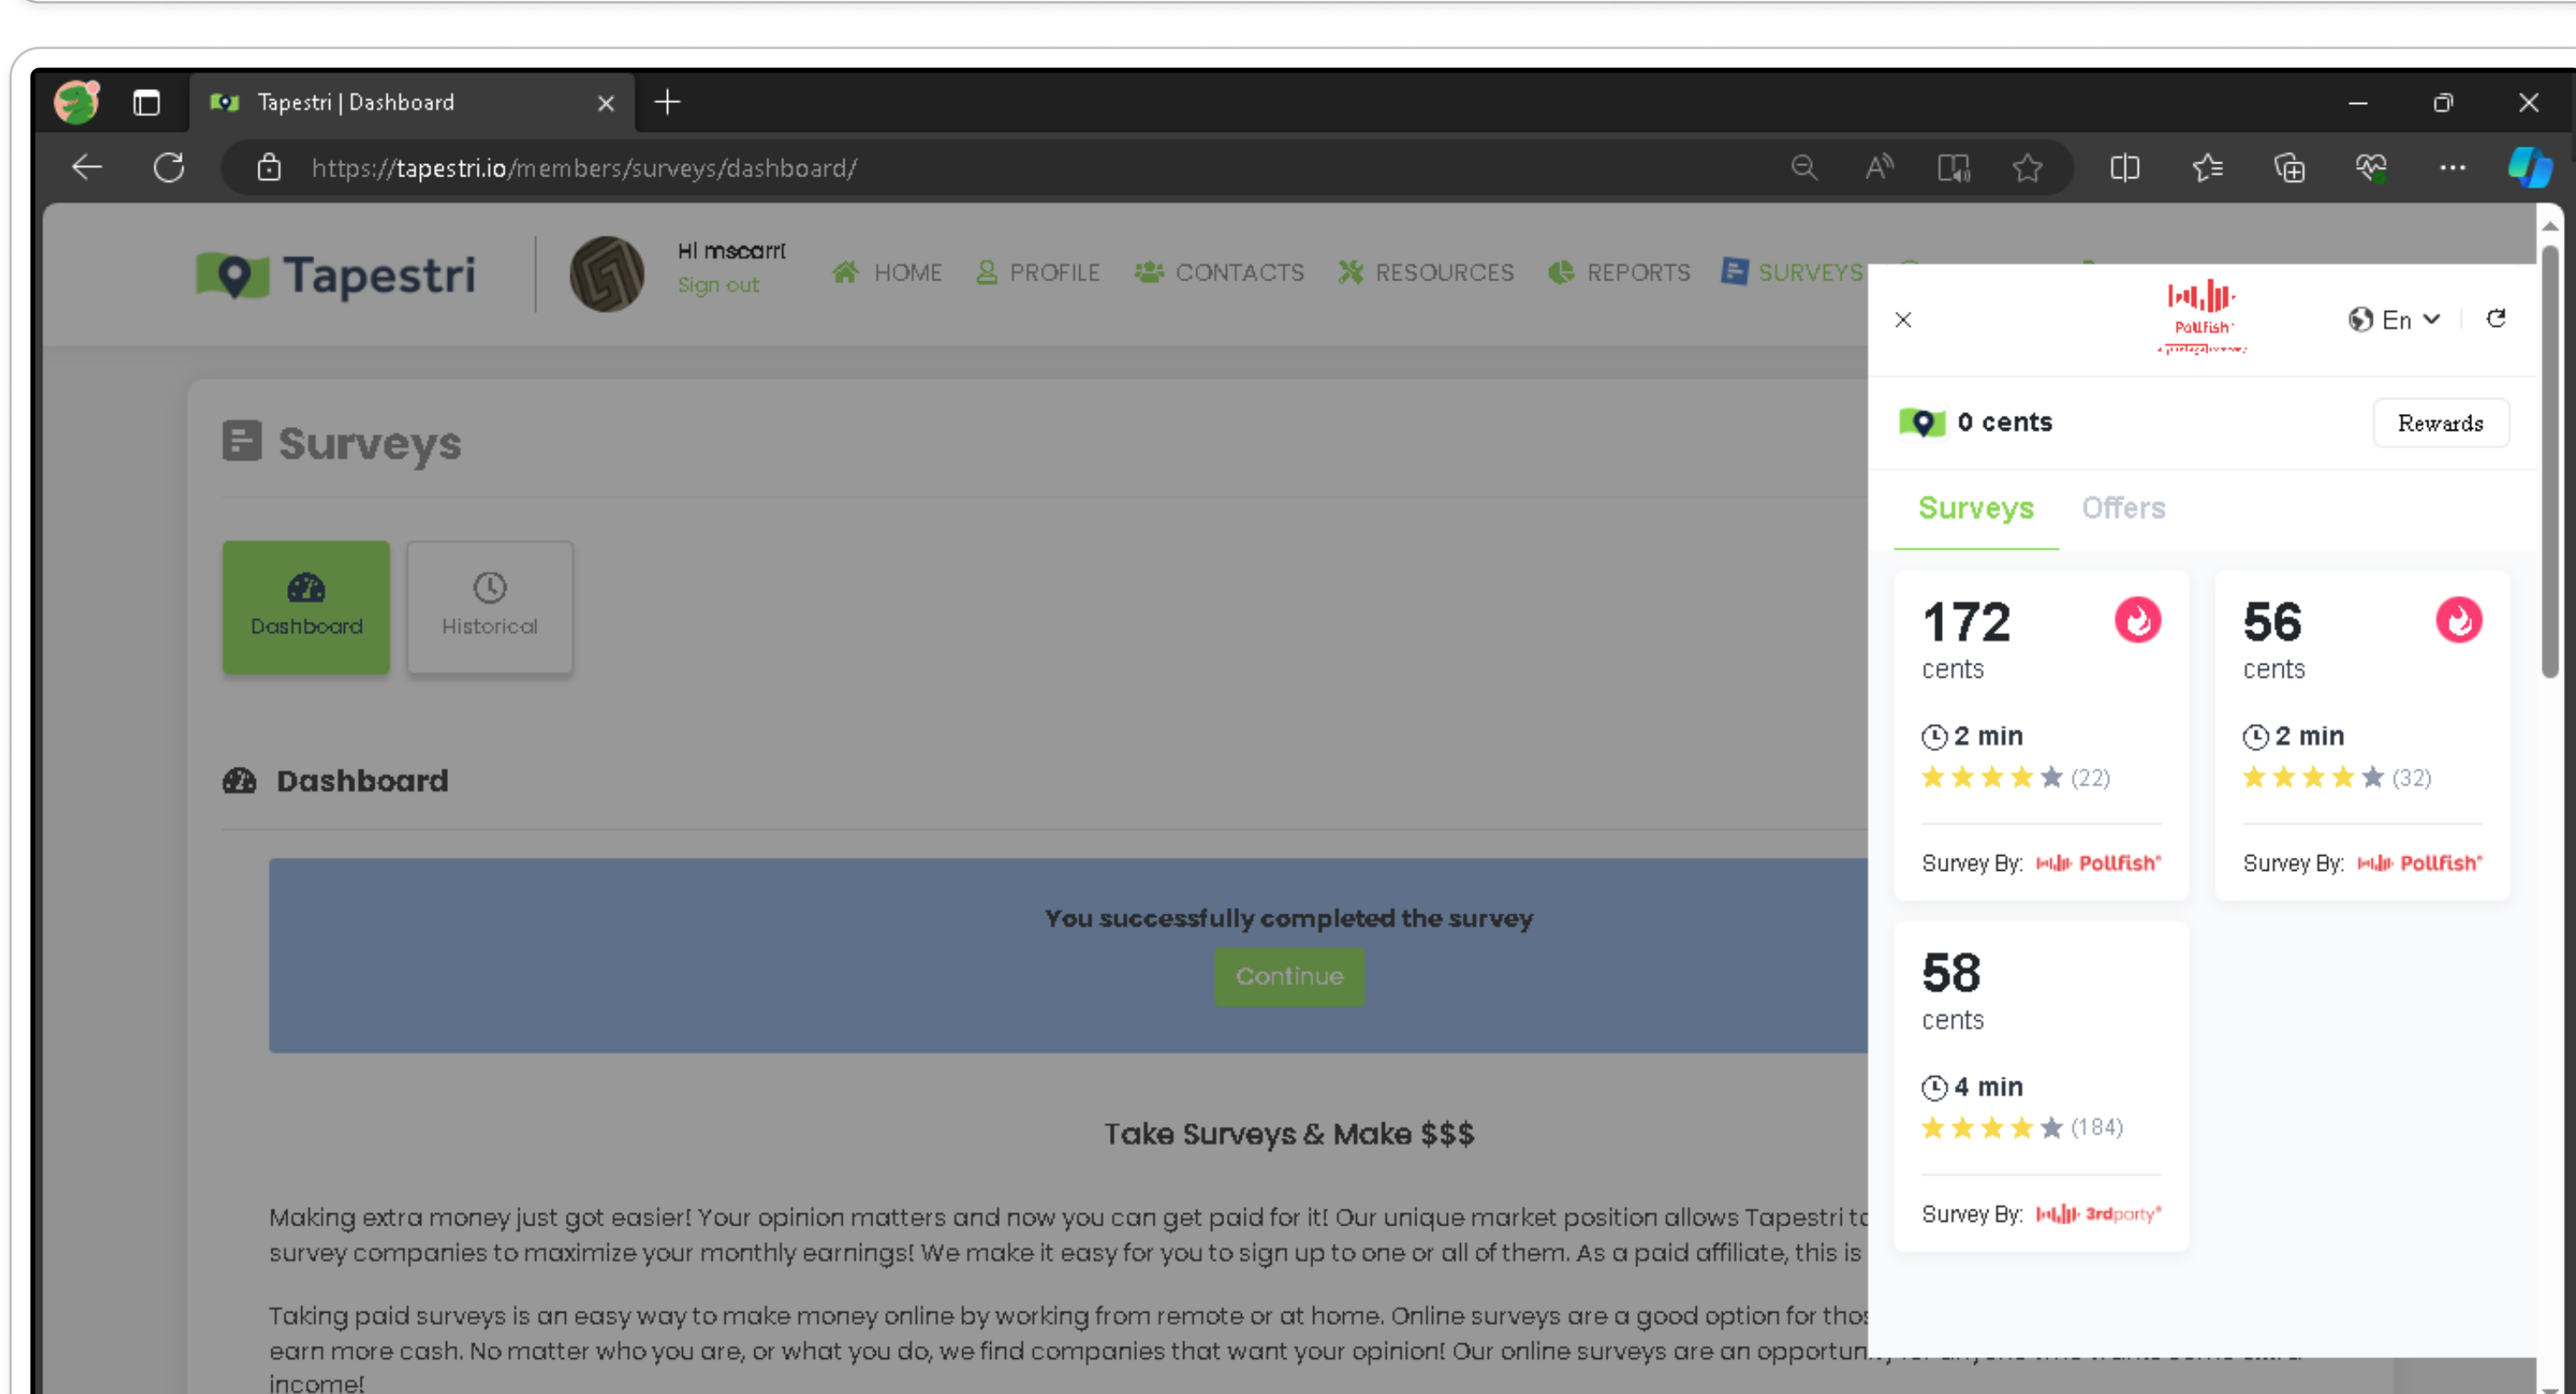 Tapestri | Dashboard
https://tapestri.io/members/surveys/dashboard/
Tapestri
Hi mscarr!
Sign out
HOME
PROFILE
CONTACTS
RESOURCES
REPORTS
SURVEYS
Surveys
Dashboard
Historical
Dashboard
You successfully completed the survey
Continue
Take Surveys & Make $$$
Making extra money just got easier! Your opinion matters and now you can get paid for it! Our unique market position allows Tapestri to
survey companies to maximize your monthly earnings! We make it easy for you to sign up to one or all of them. As a paid affiliate, this is
Taking paid surveys is an easy way to make money online by working from remote or at home. Online surveys are a good option for those
earn more cash. No matter who you are, or what you do, we find companies that want your opinion! Our online surveys are an opportunity
income!
Pollfish
En
0 cents
Rewards
Surveys
Offers
172
cents
2 min
(22)
Survey By: Pollfish
56
cents
2 min
(32)
Survey By: Pollfish
58
cents
4 min
(184)
Survey By: 3rdparty